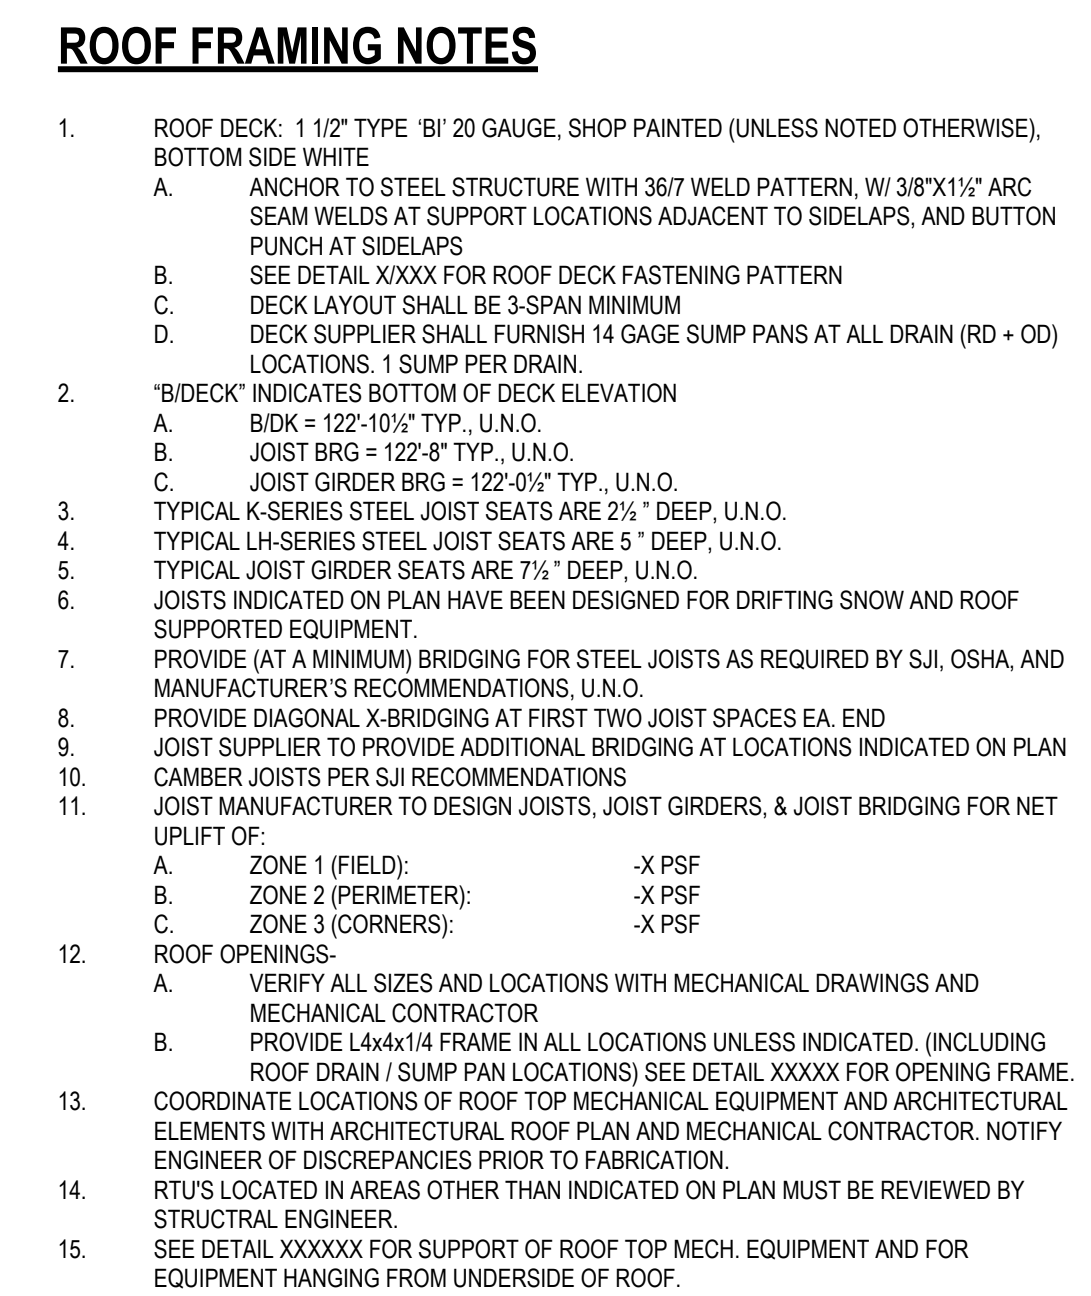 ROOF FRAMING NOTES
1. ROOF DECK: 1 1/2" TYPE ‘BI’ 20 GAUGE, SHOP PAINTED (UNLESS NOTED OTHERWISE),
BOTTOM SIDE WHITE
A. ANCHOR TO STEEL STRUCTURE WITH 36/7 WELD PATTERN, W/ 3/8"X1½" ARC
SEAM WELDS AT SUPPORT LOCATIONS ADJACENT TO SIDELAPS, AND BUTTON
PUNCH AT SIDELAPS
B. SEE DETAIL X/XXX FOR ROOF DECK FASTENING PATTERN
C. DECK LAYOUT SHALL BE 3-SPAN MINIMUM
D. DECK SUPPLIER SHALL FURNISH 14 GAGE SUMP PANS AT ALL DRAIN (RD + OD)
LOCATIONS. 1 SUMP PER DRAIN.
2. “B/DECK” INDICATES BOTTOM OF DECK ELEVATION
A. B/DK = 122'-10½" TYP., U.N.O.
B. JOIST BRG = 122'-8" TYP., U.N.O.
C. JOIST GIRDER BRG = 122'-0½" TYP., U.N.O.
3. TYPICAL K-SERIES STEEL JOIST SEATS ARE 2½ ” DEEP, U.N.O.
4. TYPICAL LH-SERIES STEEL JOIST SEATS ARE 5 ” DEEP, U.N.O.
5. TYPICAL JOIST GIRDER SEATS ARE 7½ ” DEEP, U.N.O.
6. JOISTS INDICATED ON PLAN HAVE BEEN DESIGNED FOR DRIFTING SNOW AND ROOF
SUPPORTED EQUIPMENT.
7. PROVIDE (AT A MINIMUM) BRIDGING FOR STEEL JOISTS AS REQUIRED BY SJI, OSHA, AND
MANUFACTURER’S RECOMMENDATIONS, U.N.O.
8. PROVIDE DIAGONAL X-BRIDGING AT FIRST TWO JOIST SPACES EA. END
9. JOIST SUPPLIER TO PROVIDE ADDITIONAL BRIDGING AT LOCATIONS INDICATED ON PLAN
10. CAMBER JOISTS PER SJI RECOMMENDATIONS
11. JOIST MANUFACTURER TO DESIGN JOISTS, JOIST GIRDERS, & JOIST BRIDGING FOR NET
UPLIFT OF:
A. ZONE 1 (FIELD): -X PSF
B. ZONE 2 (PERIMETER): -X PSF
C. ZONE 3 (CORNERS): -X PSF
12. ROOF OPENINGS-
A. VERIFY ALL SIZES AND LOCATIONS WITH MECHANICAL DRAWINGS AND
MECHANICAL CONTRACTOR
B. PROVIDE L4x4x1/4 FRAME IN ALL LOCATIONS UNLESS INDICATED. (INCLUDING
ROOF DRAIN / SUMP PAN LOCATIONS) SEE DETAIL XXXXX FOR OPENING FRAME.
13. COORDINATE LOCATIONS OF ROOF TOP MECHANICAL EQUIPMENT AND ARCHITECTURAL
ELEMENTS WITH ARCHITECTURAL ROOF PLAN AND MECHANICAL CONTRACTOR. NOTIFY
ENGINEER OF DISCREPANCIES PRIOR TO FABRICATION.
14. RTU'S LOCATED IN AREAS OTHER THAN INDICATED ON PLAN MUST BE REVIEWED BY
STRUCTRAL ENGINEER.
15. SEE DETAIL XXXXXX FOR SUPPORT OF ROOF TOP MECH. EQUIPMENT AND FOR
EQUIPMENT HANGING FROM UNDERSIDE OF ROOF.